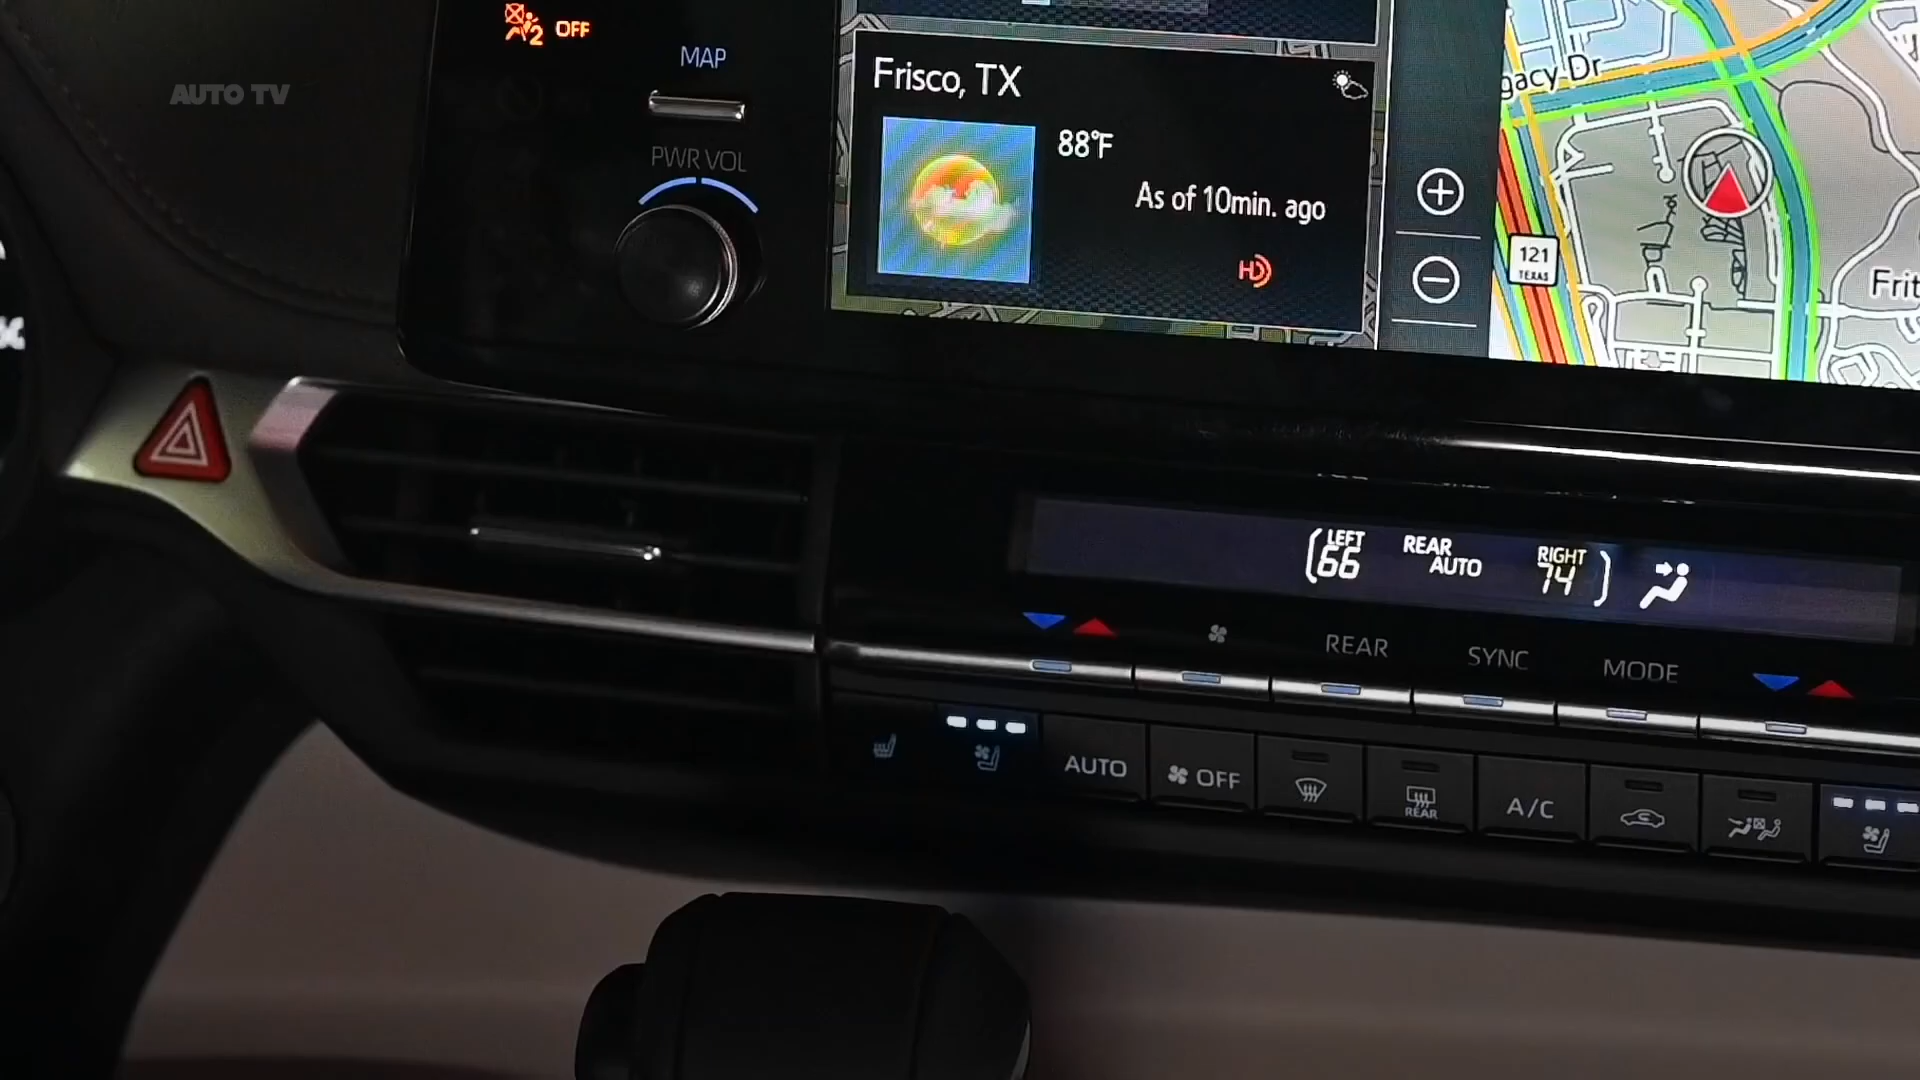 AUTO TV
2 OFF
MAP
PWR VOL
Frisco, TX
88°F
As of 10min. ago
HD
gacy Dr
121
TEXAS
Frit
LEFT
66
REAR
AUTO
RIGHT
74
REAR
SYNC
MODE
AUTO
OFF
REAR
A/C